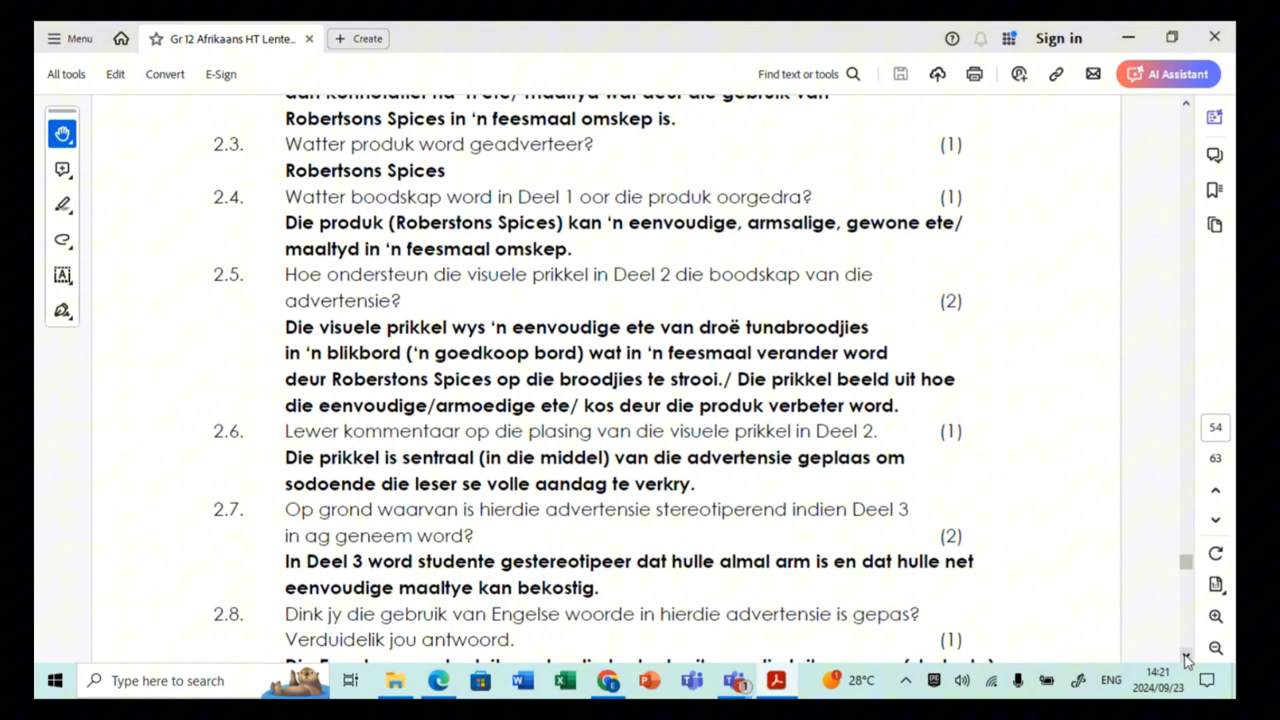 Menu
Gr 12 Afrikaans HT Lente...
Create
Sign in
All tools
Edit
Convert
E-Sign
Find text or tools
AI Assistant
Robertsons Spices in ‘n feesmaal omskep is.
2.3. Watter produk word geadverteer? (1)
Robertsons Spices
2.4. Watter boodskap word in Deel 1 oor die produk oorgedra? (1)
Die produk (Roberstons Spices) kan ‘n eenvoudige, armsalige, gewone ete/
maaltyd in ‘n feesmaal omskep.
2.5. Hoe ondersteun die visuele prikkel in Deel 2 die boodskap van die
advertensie? (2)
Die visuele prikkel wys ‘n eenvoudige ete van droë tunabroodjies
in ‘n blikbord (‘n goedkoop bord) wat in ‘n feesmaal verander word
deur Roberstons Spices op die broodjies te strooi./ Die prikkel beeld uit hoe
die eenvoudige/armoedige ete/ kos deur die produk verbeter word.
2.6. Lewer kommentaar op die plasing van die visuele prikkel in Deel 2. (1)
Die prikkel is sentraal (in die middel) van die advertensie geplaas om
sodoende die leser se volle aandag te verkry.
2.7. Op grond waarvan is hierdie advertensie stereotiperend indien Deel 3
in ag geneem word? (2)
In Deel 3 word studente gestereotipeer dat hulle almal arm is en dat hulle net
eenvoudige maaltye kan bekostig.
2.8. Dink jy die gebruik van Engelse woorde in hierdie advertensie is gepas?
Verduidelik jou antwoord. (1)
54
63
Type here to search
28°C
ENG
14:21
2024/09/23